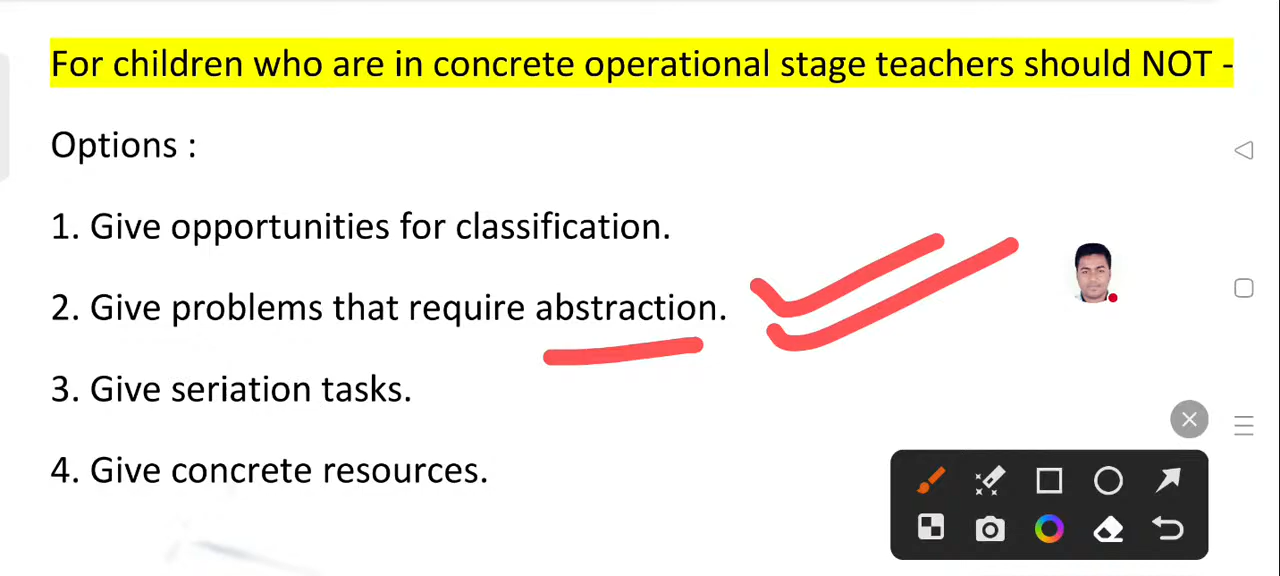 For children who are in concrete operational stage teachers should NOT -
Options :
1. Give opportunities for classification.
2. Give problems that require abstraction.
3. Give seriation tasks.
4. Give concrete resources.